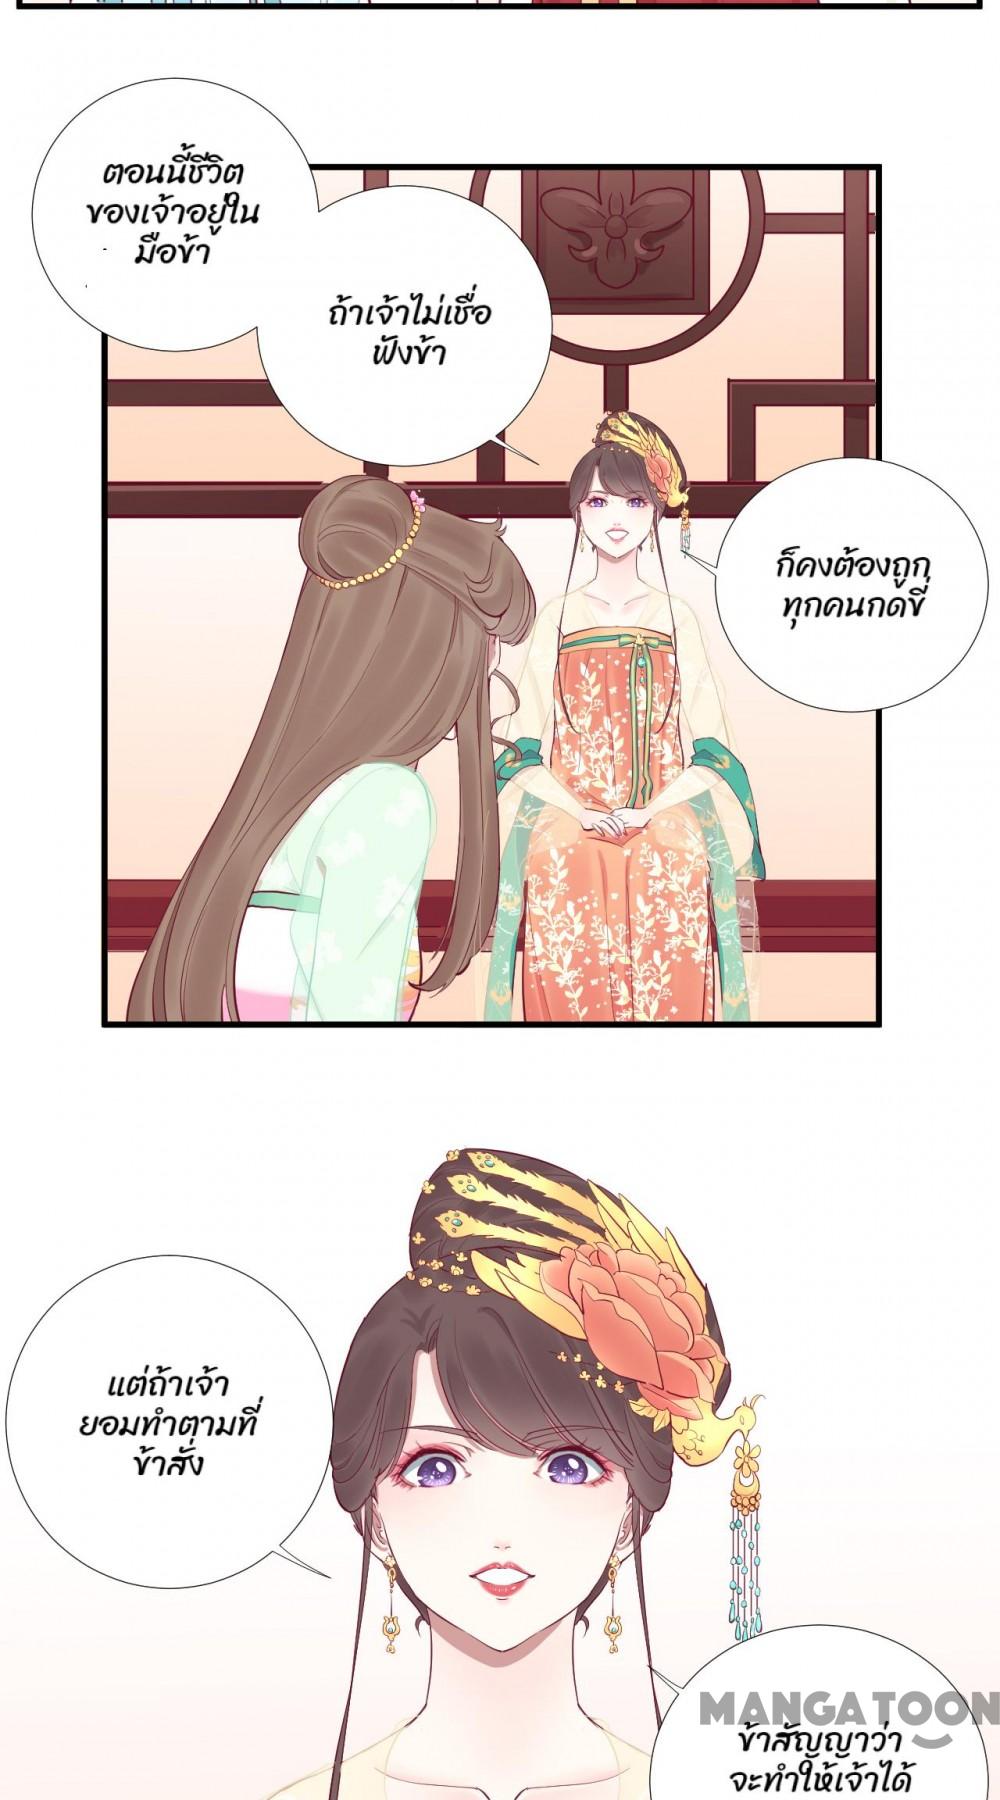 ตอนนี้ชีวิต
ของเจ้าอยู่ใน
มือข้า
ถ้าเจ้าไม่เชื่อ
ฟังข้า
ก็คงต้องถูก
ทุกคนกดขี่
แต่ถ้าเจ้า
ยอมทำตามที่
ข้าสั่ง
MANGATOON
ข้าสัญญาว่า
จะทำให้เจ้าได้